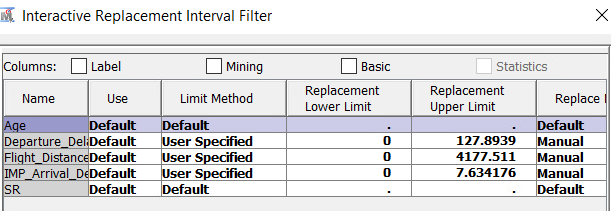 Interactive Replacement Interval Filter
Columns: Label Mining Basic Statistics
Name Use Limit Method Replacement Lower Limit Replacement Upper Limit Replace
Age Default Default . . Default
Departure_Del Default User Specified 0 127.8939 Manual
Flight_Distance Default User Specified 0 4177.511 Manual
IMP_Arrival_De Default User Specified 0 7.634176 Manual
SR Default Default . . Default